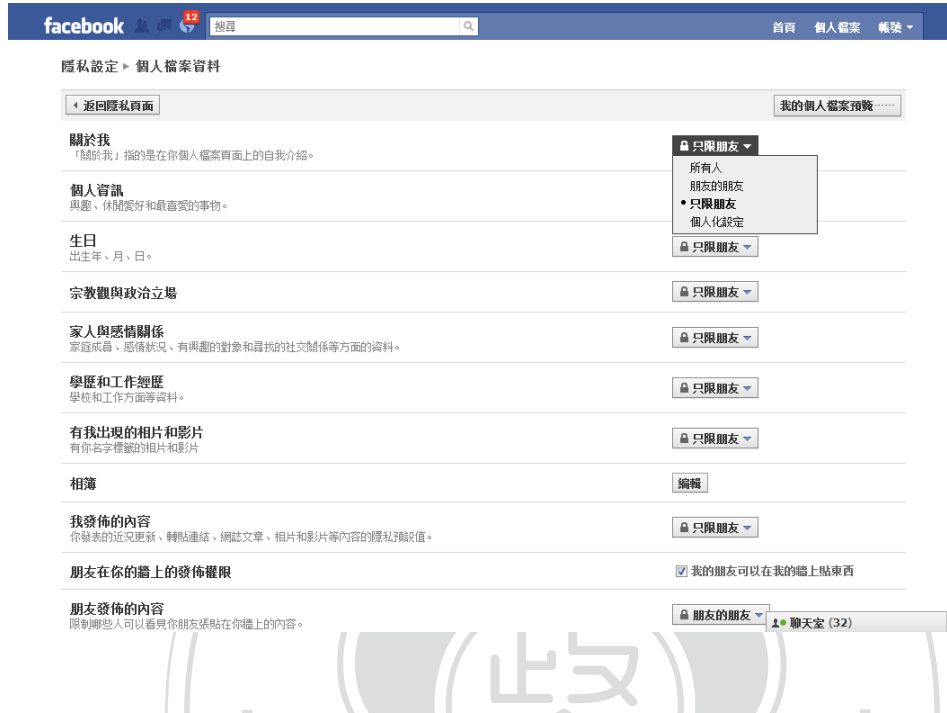 facebook
12
搜尋
首頁 個人檔案 帳號
隱私設定 ▸ 個人檔案資料
返回隱私頁面
我的個人檔案預覽……
關於我
只限朋友
「關於我」指的是在你個人檔案頁面上的自我介紹。
所有人
朋友的朋友
• 只限朋友
個人化設定
個人資訊
興趣、休閒愛好和最喜愛的事物。
生日
只限朋友
出生年、月、日。
宗教觀與政治立場
只限朋友
家人與感情關係
只限朋友
家庭成員、感情狀況、有興趣的對象和尋找的社交關係等方面的資料。
學歷和工作經歷
只限朋友
學校和工作方面等資料。
有我出現的相片和影片
只限朋友
有你名字標籤的相片和影片
相簿
編輯
我發佈的內容
只限朋友
你發表的近況更新、轉貼連結、網誌文章、相片和影片等內容的隱私預設值。
朋友在你的牆上的發佈權限
我的朋友可以在我的牆上貼東西
朋友發佈的內容
朋友的朋友
限制哪些人可以看見你朋友張貼在你牆上的內容。
聊天室 (32)